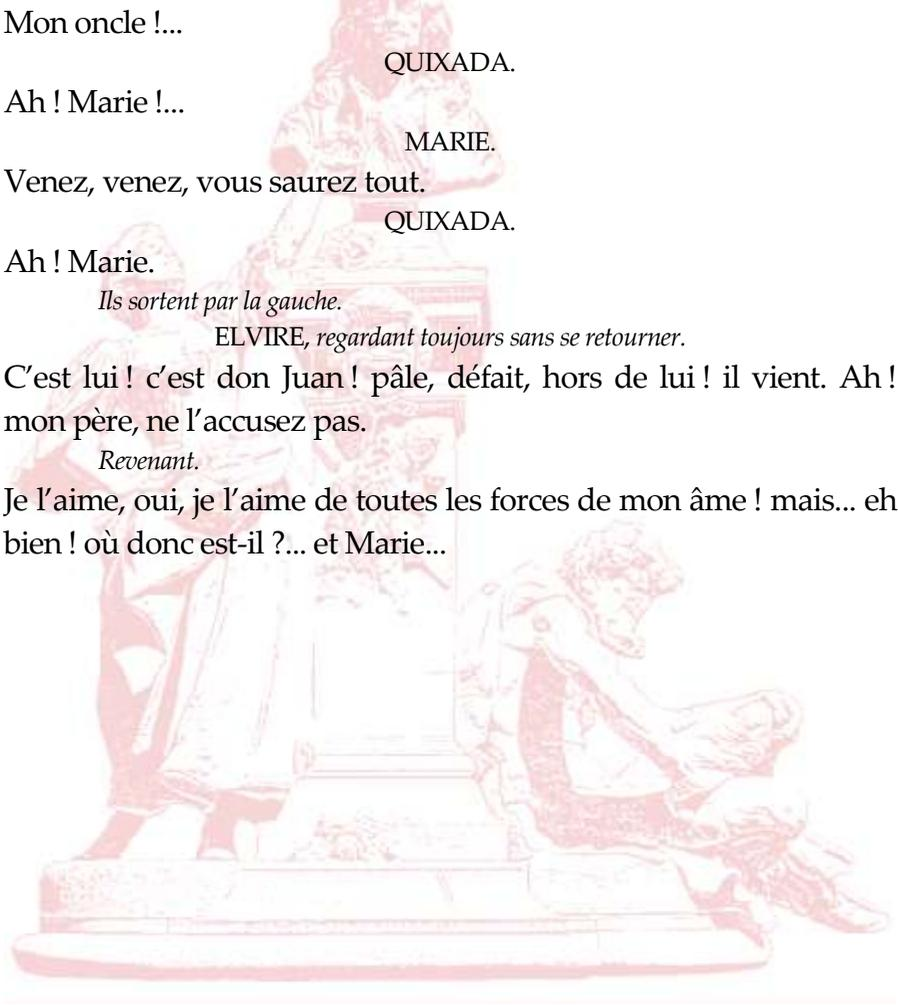 Mon oncle !...
QUIXADA.
Ah ! Marie !...
MARIE.
Venez, venez, vous saurez tout.
QUIXADA.
Ah ! Marie.
Ils sortent par la gauche.
ELVIRE, regardant toujours sans se retourner.
C’est lui ! c’est don Juan ! pâle, défait, hors de lui ! il vient. Ah !
mon père, ne l’accusez pas.
Revenant.
Je l’aime, oui, je l’aime de toutes les forces de mon âme ! mais... eh
bien ! où donc est-il ?... et Marie...